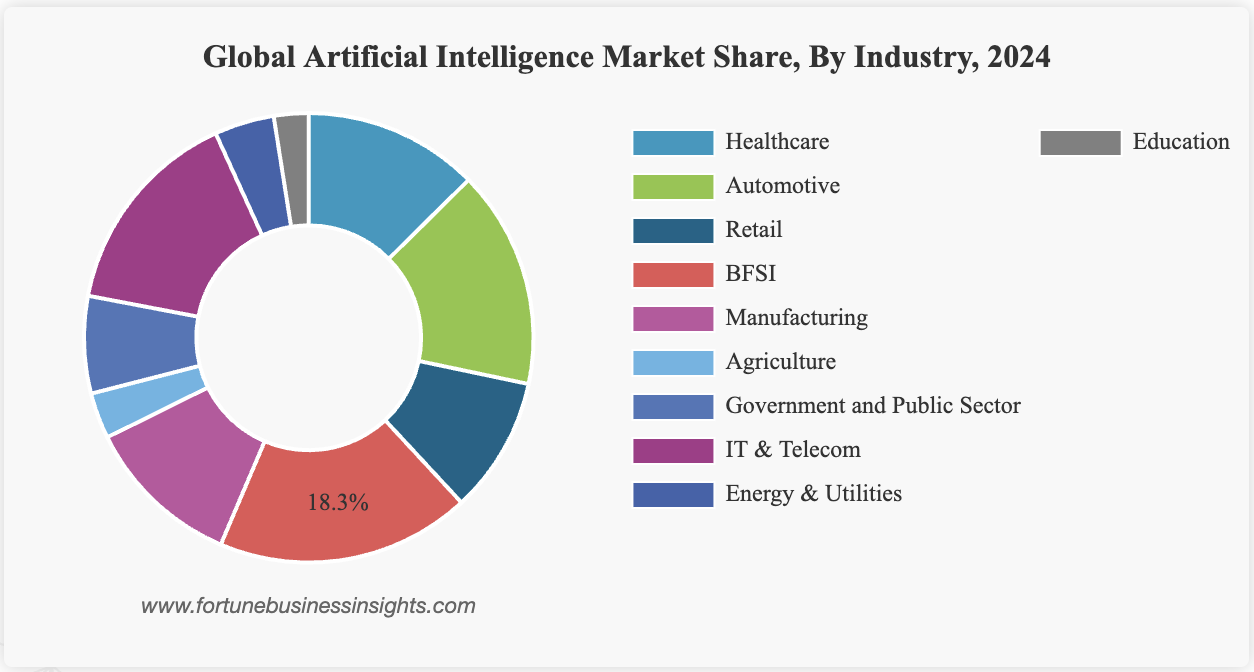 Global Artificial Intelligence Market Share, By Industry, 2024
Healthcare
Automotive
Retail
BFSI
Manufacturing
Agriculture
Government and Public Sector
IT & Telecom
Energy & Utilities
Education
18.3%
www.fortunebusinessinsights.com